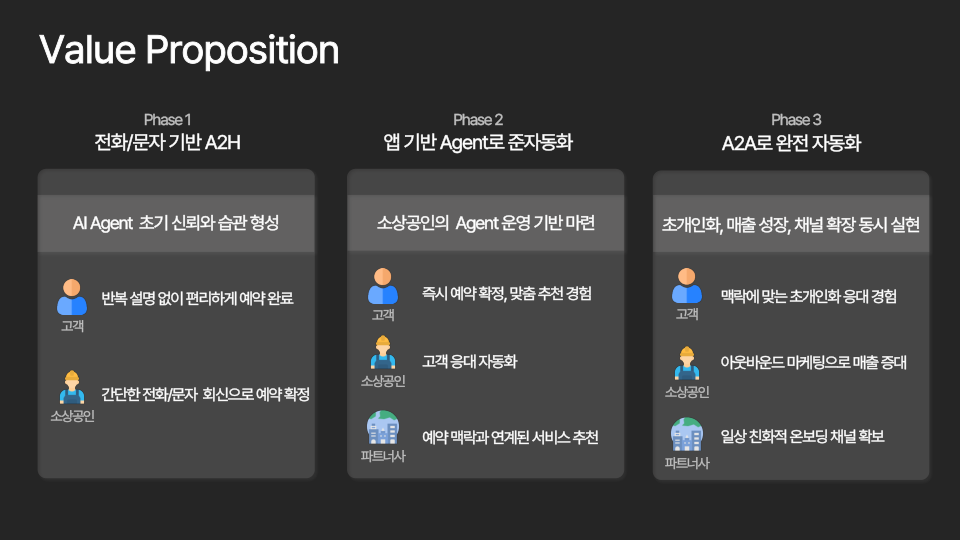 Value Proposition
Phase 1
전화/문자 기반 A2H
AI Agent 초기 신뢰와 습관 형성
고객
반복 설명 없이 편리하게 예약 완료
소상공인
간단한 전화/문자 회신으로 예약 확정
Phase 2
앱 기반 Agent로 준자동화
소상공인의 Agent 운영 기반 마련
고객
즉시 예약 확정, 맞춤 추천 경험
소상공인
고객 응대 자동화
파트너사
예약 맥락과 연계된 서비스 추천
Phase 3
A2A로 완전 자동화
초개인화, 매출 성장, 채널 확장 동시 실현
고객
맥락에 맞는 초개인화 응대 경험
소상공인
아웃바운드 마케팅으로 매출 증대
파트너사
일상 친화적 온보딩 채널 확보